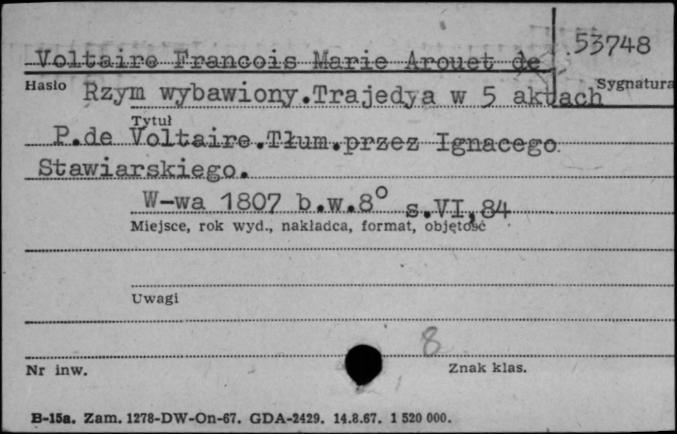 53748
Voltaire Francois Marie Arouet de
Hasło
Sygnatura
Rzym wybawiony.Trajedya w 5 aktach
Tytuł
P.de Voltaire.Tłum.przez Ignacego
Stawiarskiego.
W-wa 1807 b.w.8° s.VI,84
Miejsce, rok wyd., nakładca, format, objętość
Uwagi
8
Nr inw.
Znak klas.
B-15a. Zam. 1278-DW-On-67. GDA-2429. 14.8.67. 1 520 000.